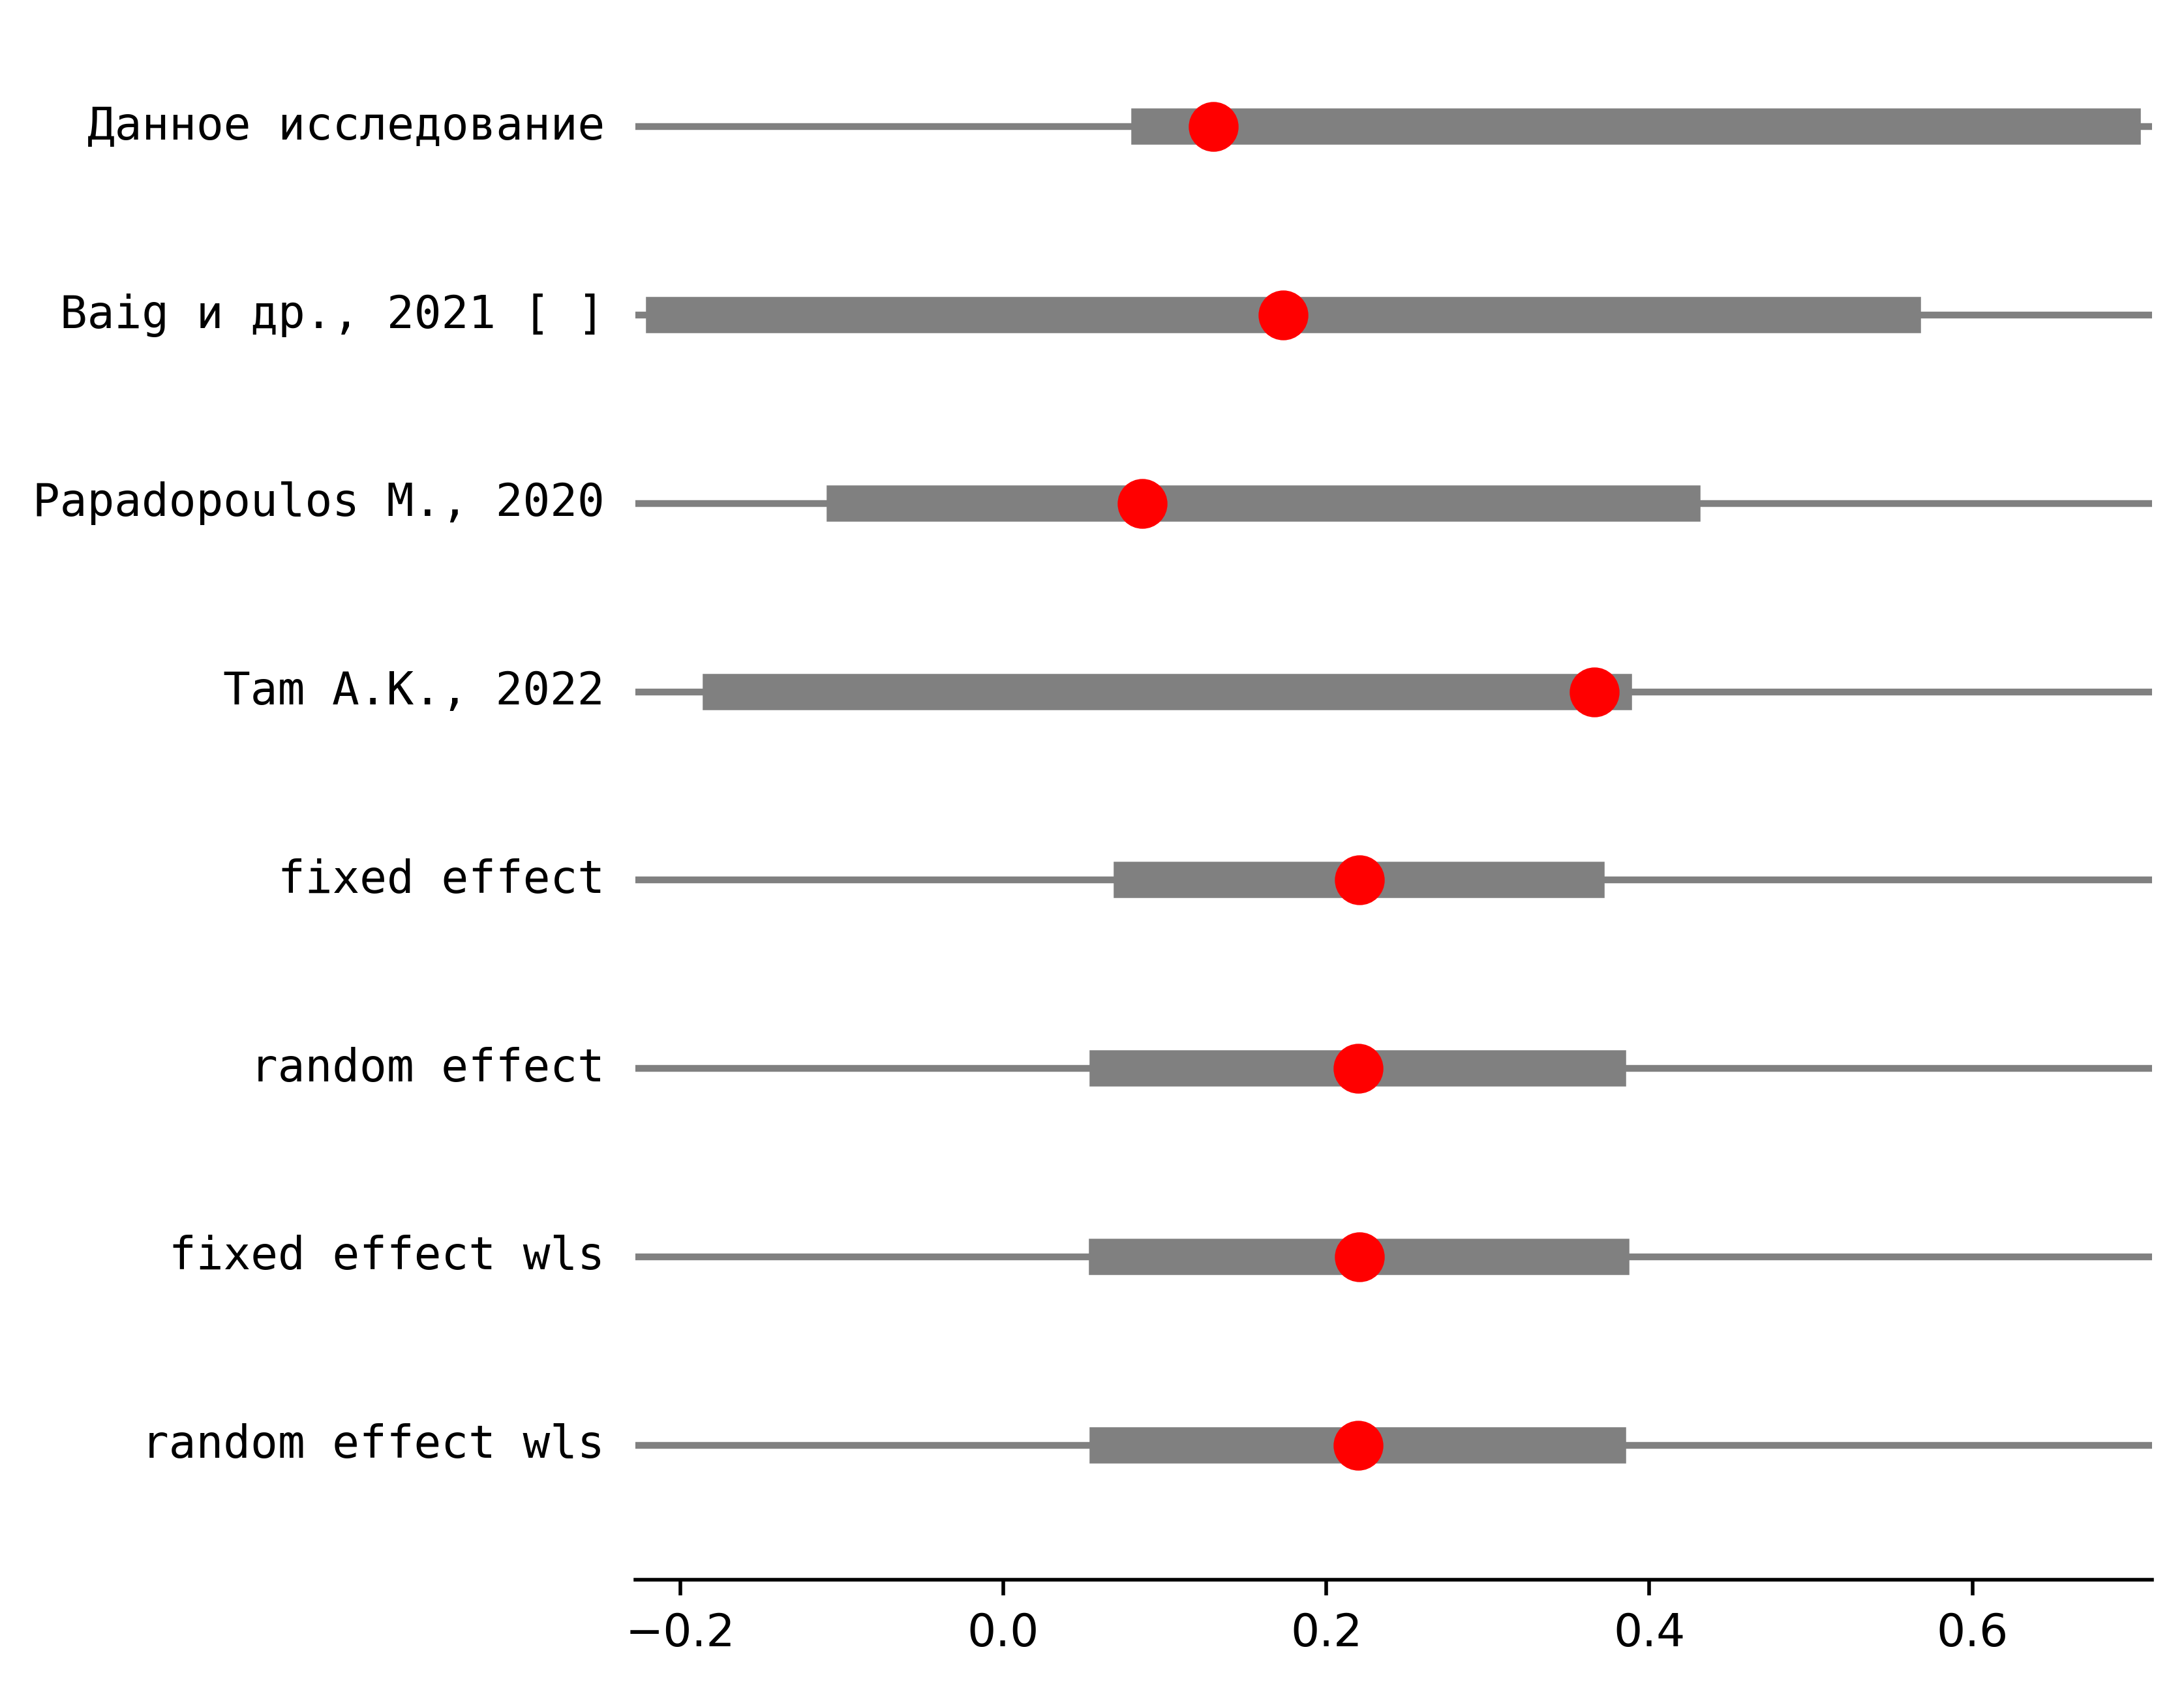 Данное исследование
Baig и др., 2021 [ ]
Papadopoulos M., 2020
Tam A.K., 2022
fixed effect
random effect
fixed effect wls
random effect wls
−0.2 0.0 0.2 0.4 0.6